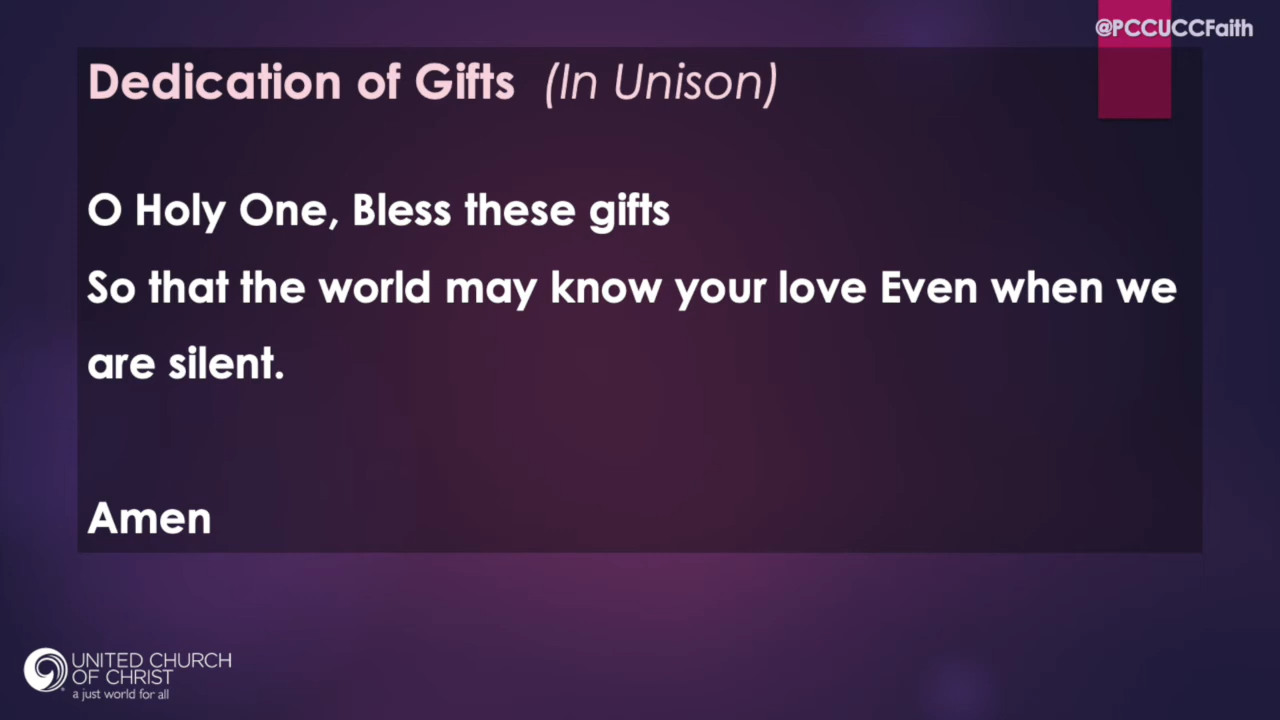 @PCCUCCFaith
Dedication of Gifts (In Unison)
O Holy One, Bless these gifts
So that the world may know your love Even when we
are silent.
Amen
UNITED CHURCH
OF CHRIST
a just world for all